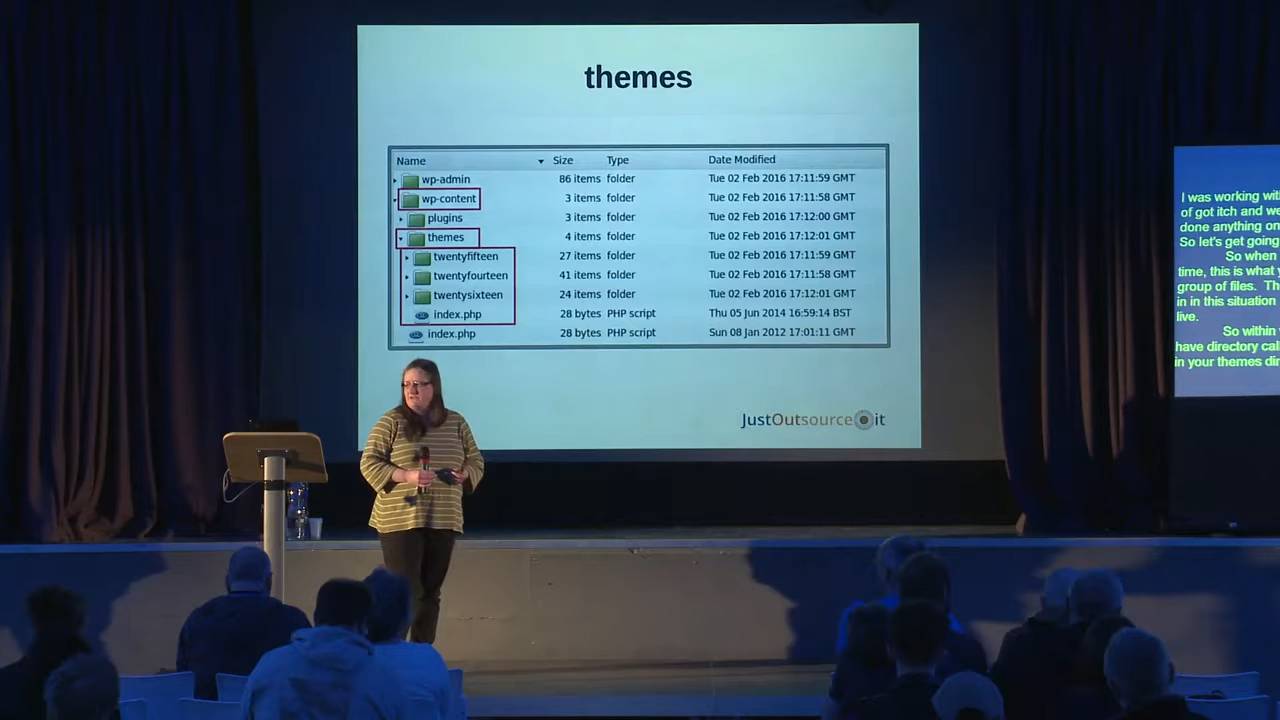 themes
Name Size Type Date Modified
wp-admin 86 items folder Tue 02 Feb 2016 17:11:59 GMT
wp-content 3 items folder Tue 02 Feb 2016 17:11:58 GMT
plugins 3 items folder Tue 02 Feb 2016 17:12:00 GMT
themes 4 items folder Tue 02 Feb 2016 17:12:01 GMT
twentyfifteen 27 items folder Tue 02 Feb 2016 17:11:59 GMT
twentyfourteen 41 items folder Tue 02 Feb 2016 17:11:58 GMT
twentysixteen 24 items folder Tue 02 Feb 2016 17:12:01 GMT
index.php 28 bytes PHP script Thu 05 Jun 2014 16:59:14 BST
index.php 28 bytes PHP script Sun 08 Jan 2012 17:01:11 GMT
JustOutsource it
I was working wit
of got itch and we
done anything on
So let's get going
So when
time, this is what y
group of files. Th
in in this situation
live.
So within
have directory cal
in your themes dir